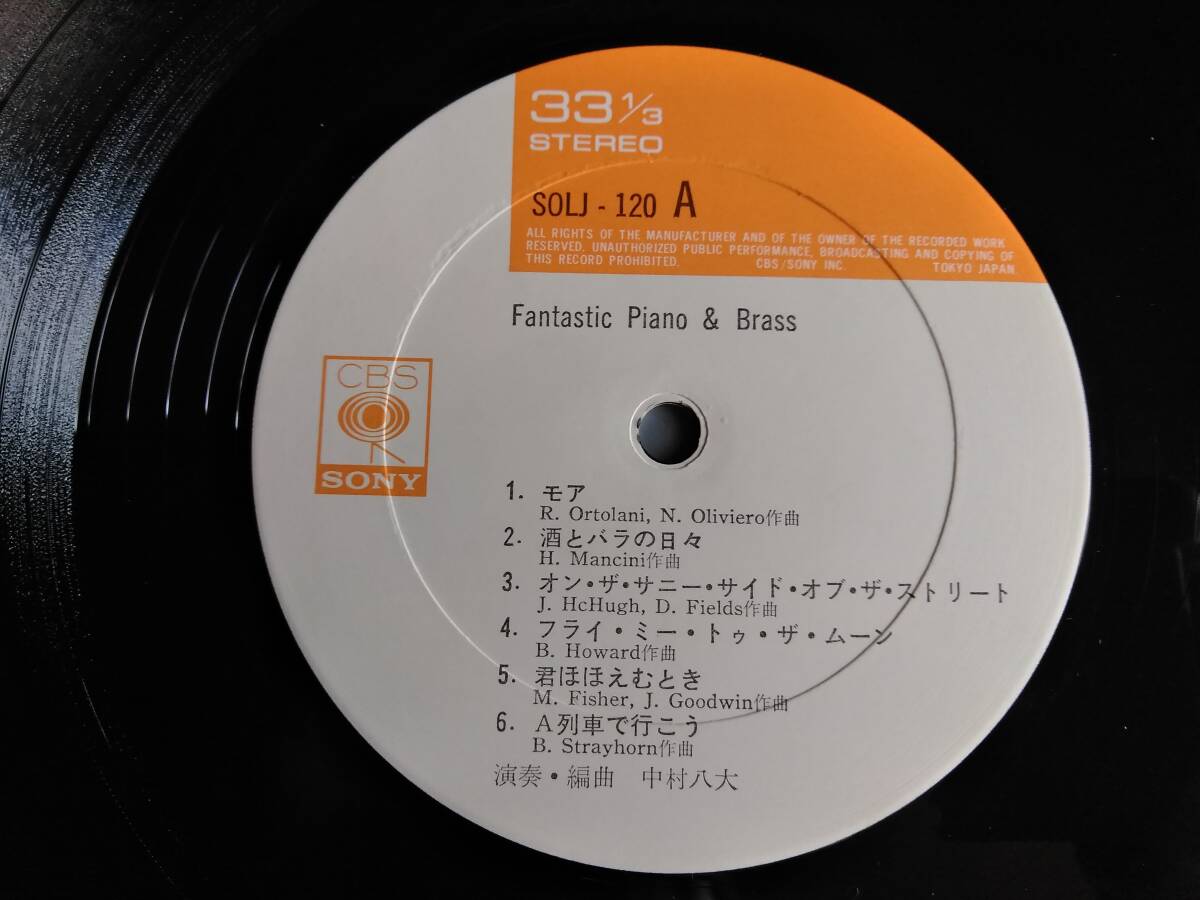 33 1/3
STEREO
SOLJ - 120 A
ALL RIGHTS OF THE MANUFACTURER AND OF THE OWNER OF THE RECORDED WORK
RESERVED. UNAUTHORIZED PUBLIC PERFORMANCE, BROADCASTING AND COPYING OF
THIS RECORD PROHIBITED. CBS/SONY INC. TOKYO JAPAN.
Fantastic Piano & Brass
CBS
SONY
1. モア
R. Ortolani, N. Oliviero作曲
2. 酒とバラの日々
H. Mancini作曲
3. オン・ザ・サニー・サイド・オブ・ザ・ストリート
J. HcHugh, D. Fields作曲
4. フライ・ミー・トゥ・ザ・ムーン
B. Howard作曲
5. 君ほほえむとき
M. Fisher, J. Goodwin作曲
6. A列車で行こう
B. Strayhorn作曲
演奏・編曲 中村八大